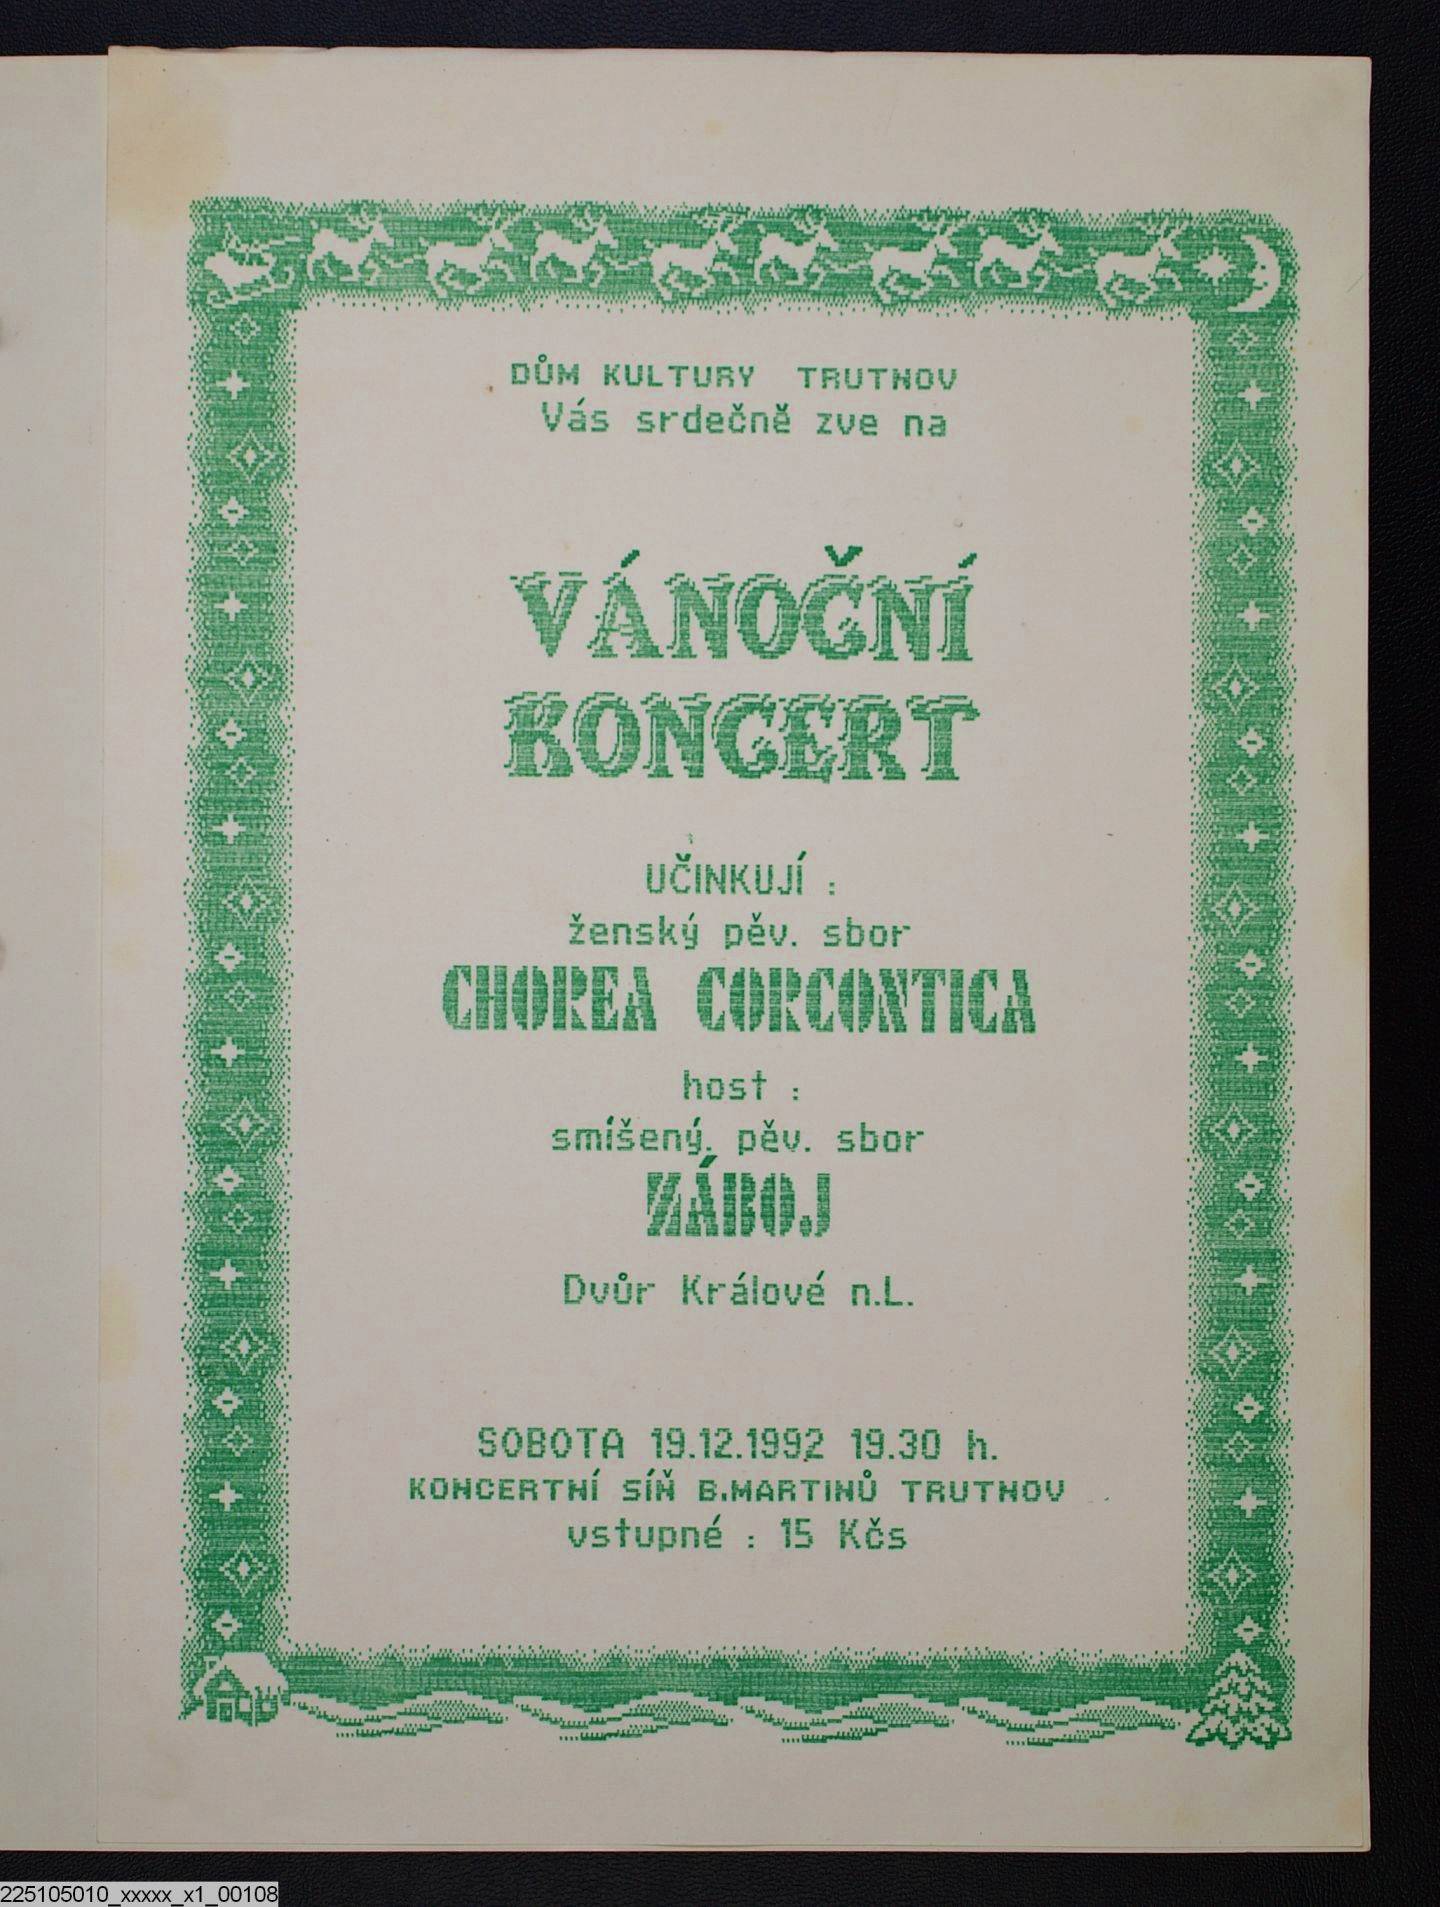 DŮM KULTURY TRUTNOV
Vás srdečně zve na
VÁNOČNÍ
KONCERT
UČINKUJÍ :
ženský pěv. sbor
CHOREA CORCONTICA
host :
smíšený. pěv. sbor
ZÁBOJ
Dvůr Králové n.L.
SOBOTA 19.12.1992 19.30 h.
KONCERTNÍ SÍŇ B.MARTINŮ TRUTNOV
vstupné : 15 Kčs
225105010_xxxxx_x1_00108